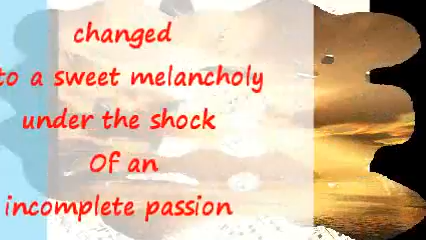 changed
to a sweet melancholy
under the shock
Of an
incomplete passion